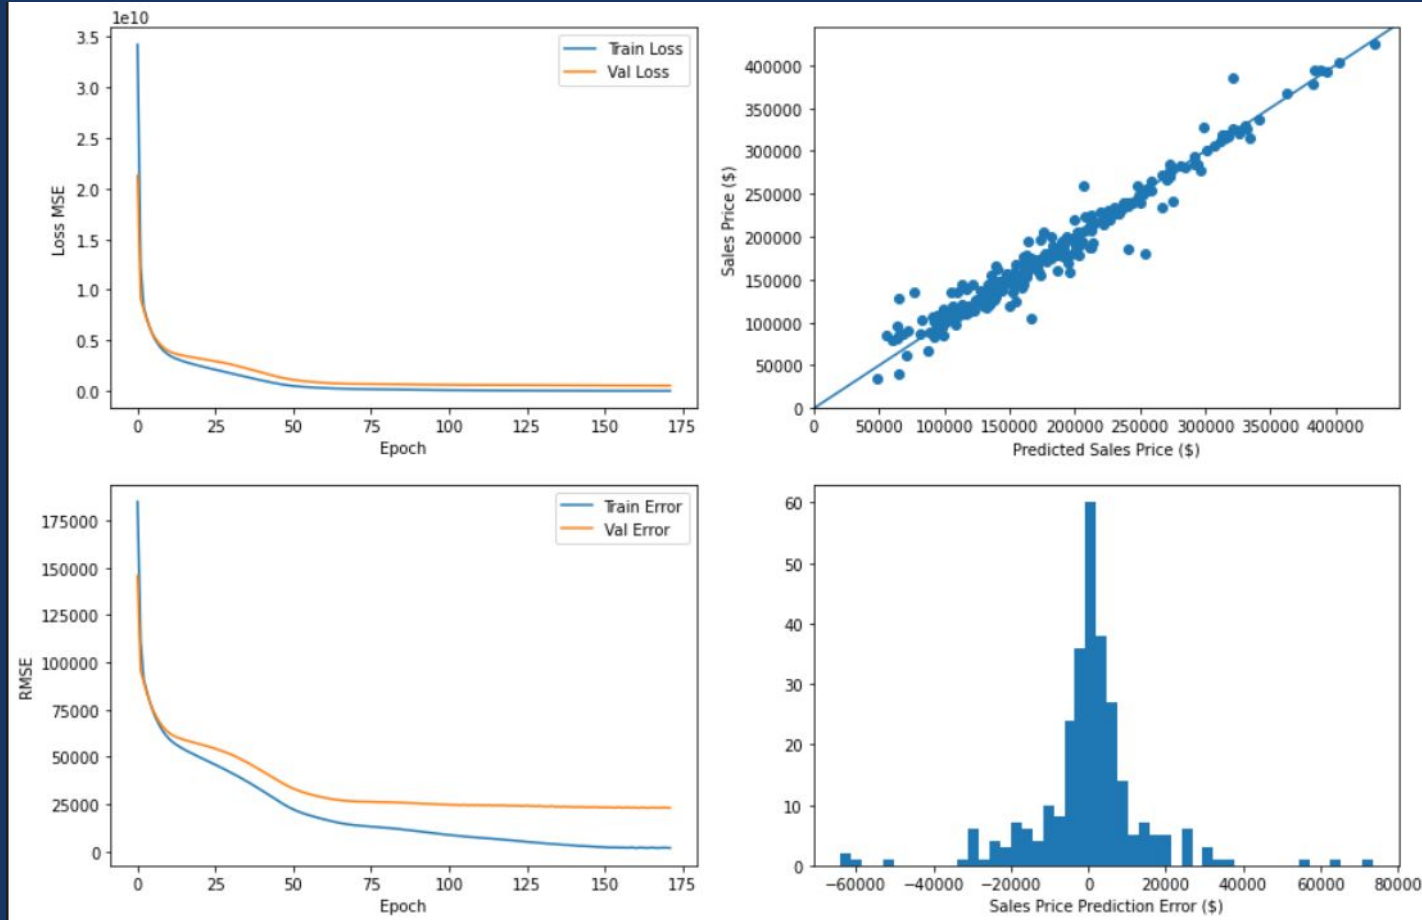 1e10
3.5
3.0
2.5
2.0
1.5
1.0
0.5
0.0
Loss MSE
Train Loss
Val Loss
0 25 50 75 100 125 150 175
Epoch
400000
350000
300000
250000
200000
150000
100000
50000
0
Sales Price ($)
0 50000 100000 150000 200000 250000 300000 350000 400000
Predicted Sales Price ($)
175000
150000
125000
100000
75000
50000
25000
0
RMSE
Train Error
Val Error
0 25 50 75 100 125 150 175
Epoch
60
50
40
30
20
10
0
−60000 −40000 −20000 0 20000 40000 60000 80000
Sales Price Prediction Error ($)